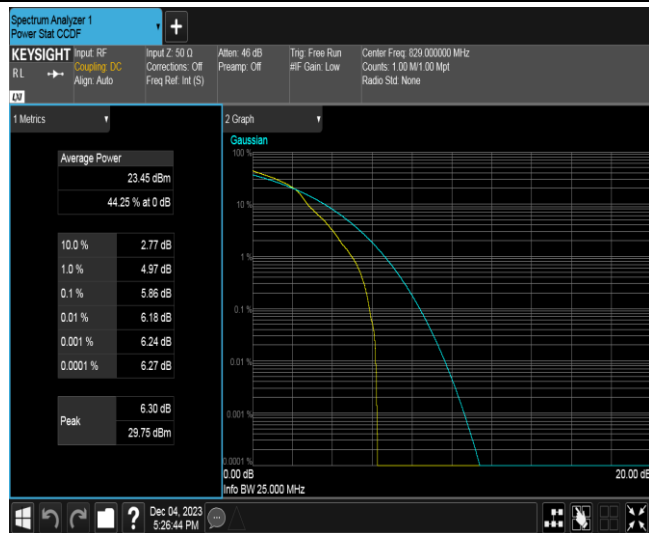 Spectrum Analyzer 1
Power Stat CCDF
+
KEYSIGHT
RL
Input: RF
Coupling: DC
Align: Auto
Input Z: 50 Ω
Corrections: Off
Freq Ref: Int (S)
Atten: 46 dB
Preamp: Off
Trig: Free Run
#IF Gain: Low
Center Freq: 829.000000 MHz
Counts: 1.00 M/1.00 Mpt
Radio Std: None
1 Metrics
Average Power
23.45 dBm
44.25 % at 0 dB
10.0 % 2.77 dB
1.0 % 4.97 dB
0.1 % 5.86 dB
0.01 % 6.18 dB
0.001 % 6.24 dB
0.0001 % 6.27 dB
Peak
6.30 dB
29.75 dBm
2 Graph
Gaussian
100 %
10 %
1 %
0.1 %
0.01 %
0.001 %
0.0001 %
0.00 dB 20.00 dB
Info BW 25.000 MHz
?
Dec 04, 2023
5:26:44 PM